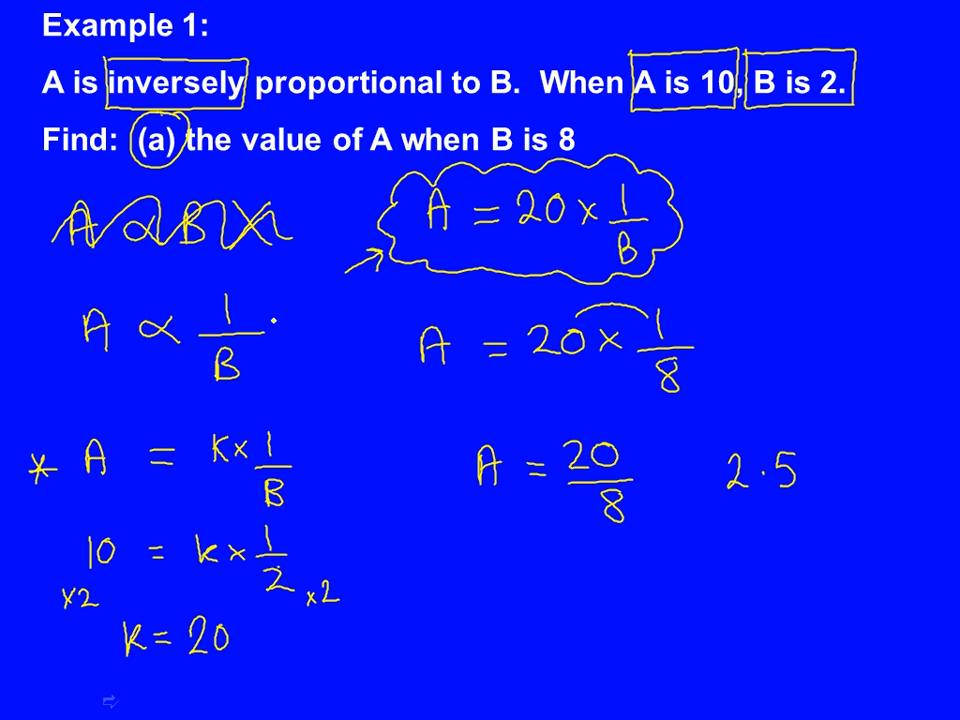 Example 1:
A is inversely proportional to B. When A is 10, B is 2.
Find: (a) the value of A when B is 8
A ∝ B X
A ∝ 1/B .
* A = k × 1/B
10 = k × 1/2
×2 ×2
k = 20
A = 20 × 1/B
A = 20 × 1/8
A = 20/8 2.5